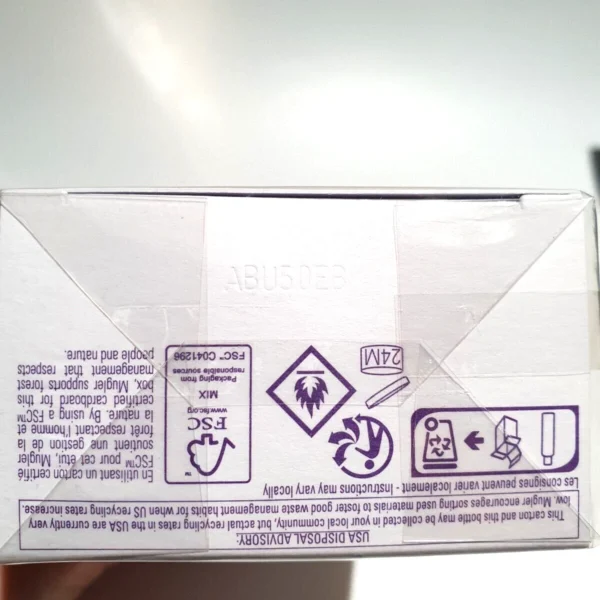 ABU50EB
USA DISPOSAL ADVISORY:
This carton and this bottle may be collected in your community, but actual recycling rates in the USA are currently very
low. Mugler encourages sorting used materials to foster good waste management habits for when US recycling rates increase.
Les consignes peuvent varier localement - Instructions may vary locally
En utilisant un carton certifié
FSC™ pour cet étui, Mugler
soutient une gestion de la
forêt respectant l'homme et
la nature. By using a FSC™
certified cardboard for this
box, Mugler supports forest
management that respects
people and nature.
™
FSC
www.fsc.org
MIX
Packaging from
responsible sources
FSC™ C041296
24M